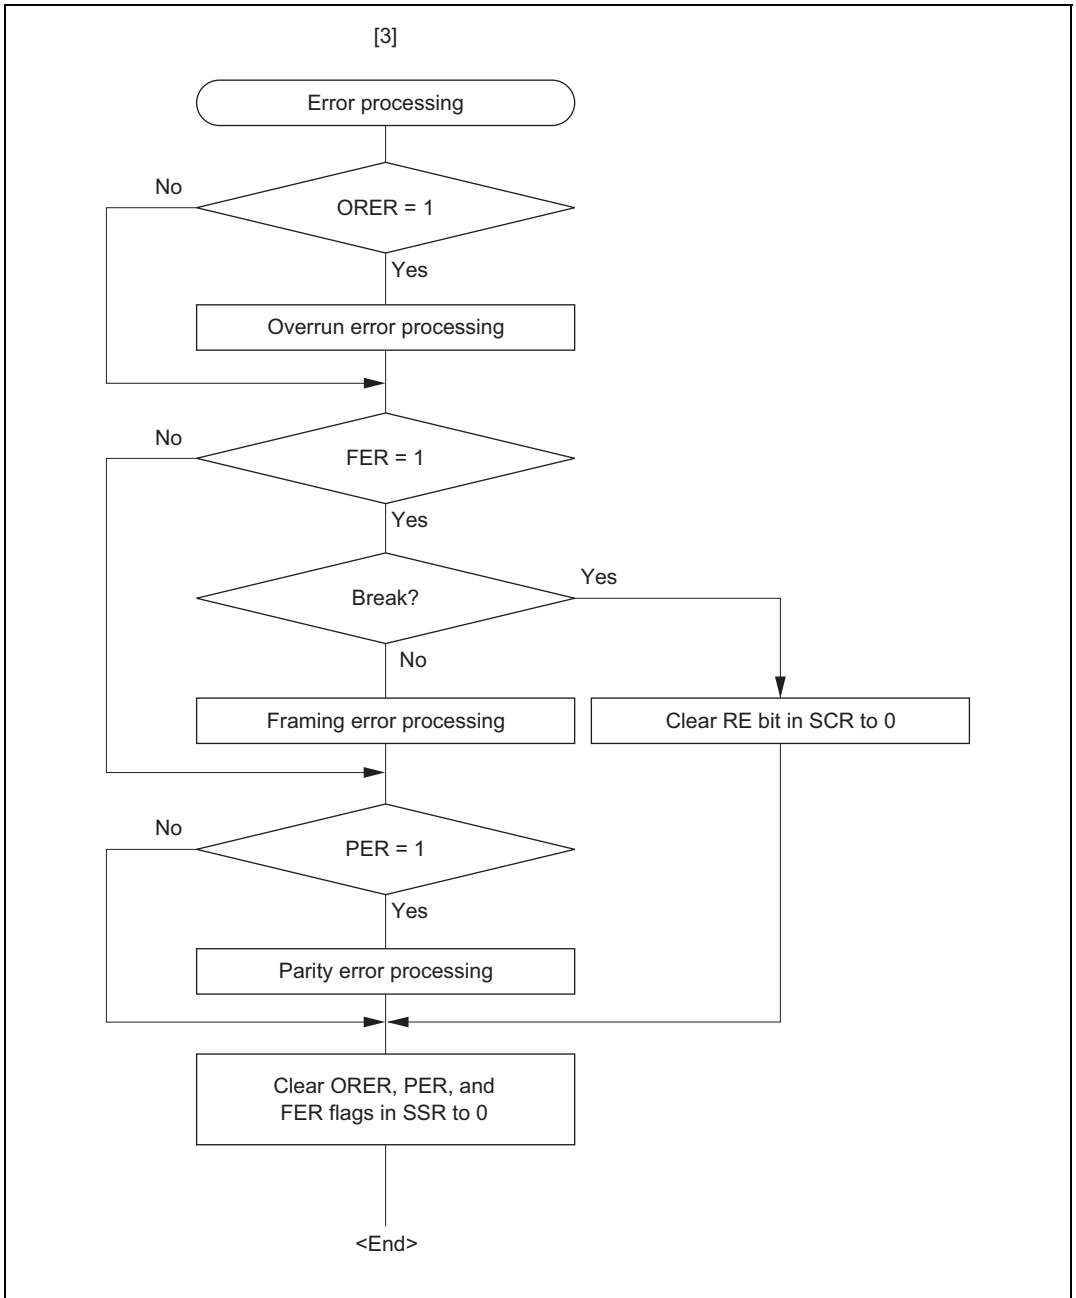 [3]
Error processing
No
ORER = 1
Yes
Overrun error processing
No
FER = 1
Yes
Break?
Yes
No
Framing error processing
Clear RE bit in SCR to 0
No
PER = 1
Yes
Parity error processing
Clear ORER, PER, and
FER flags in SSR to 0
<End>